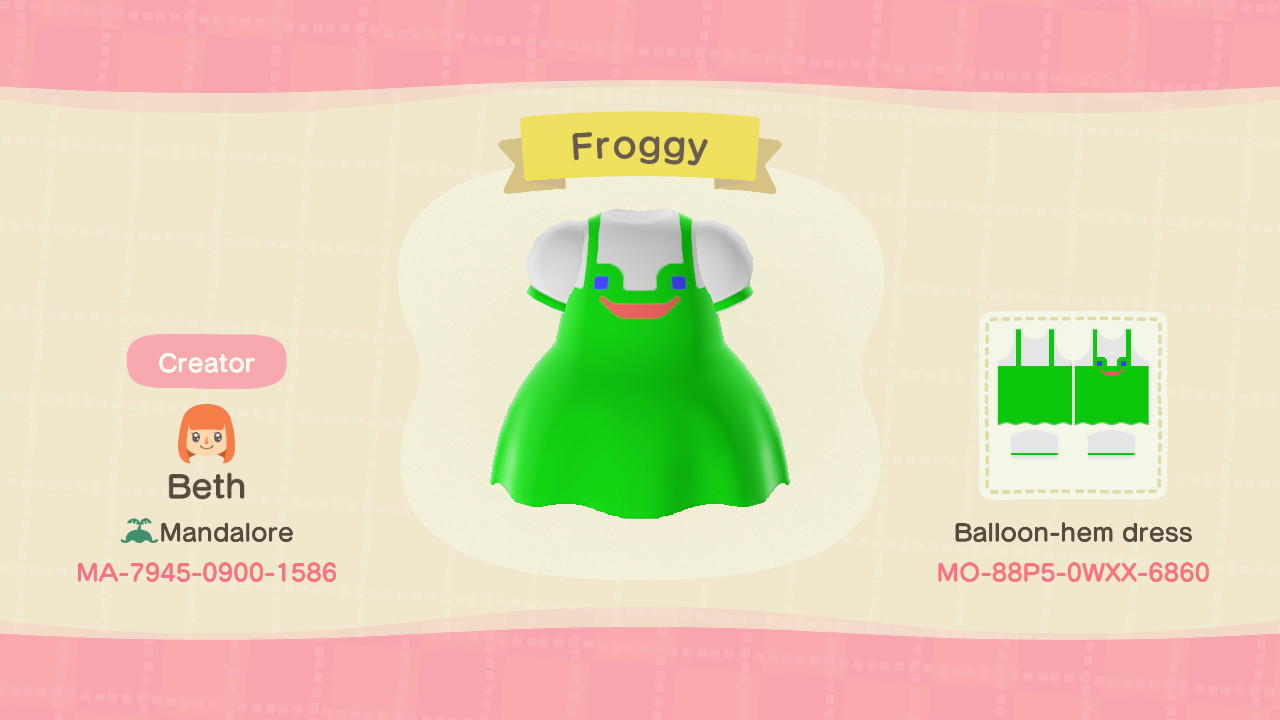 Froggy
Creator
Beth
Mandalore
MA-7945-0900-1586
Balloon-hem dress
MO-88P5-0WXX-6860